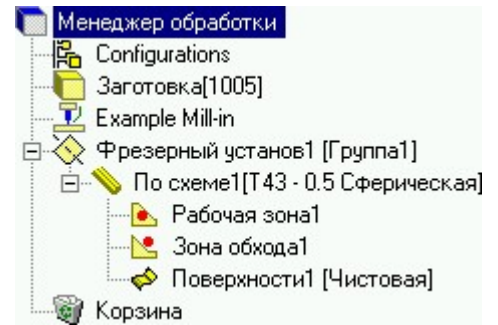 Менеджер обработки
Configurations
Заготовка[1005]
Example Mill-in
Фрезерный установ1 [Группа1]
По схеме1[T43 - 0.5 Сферическая]
Рабочая зона1
Зона обхода1
Поверхности1 [Чистовая]
Корзина